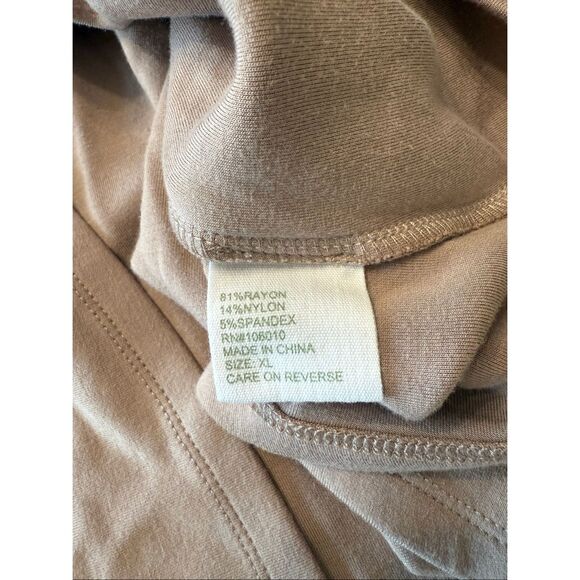 81%RAYON
14%NYLON
5%SPANDEX
RN#106010
MADE IN CHINA
SIZE: XL
CARE ON REVERSE